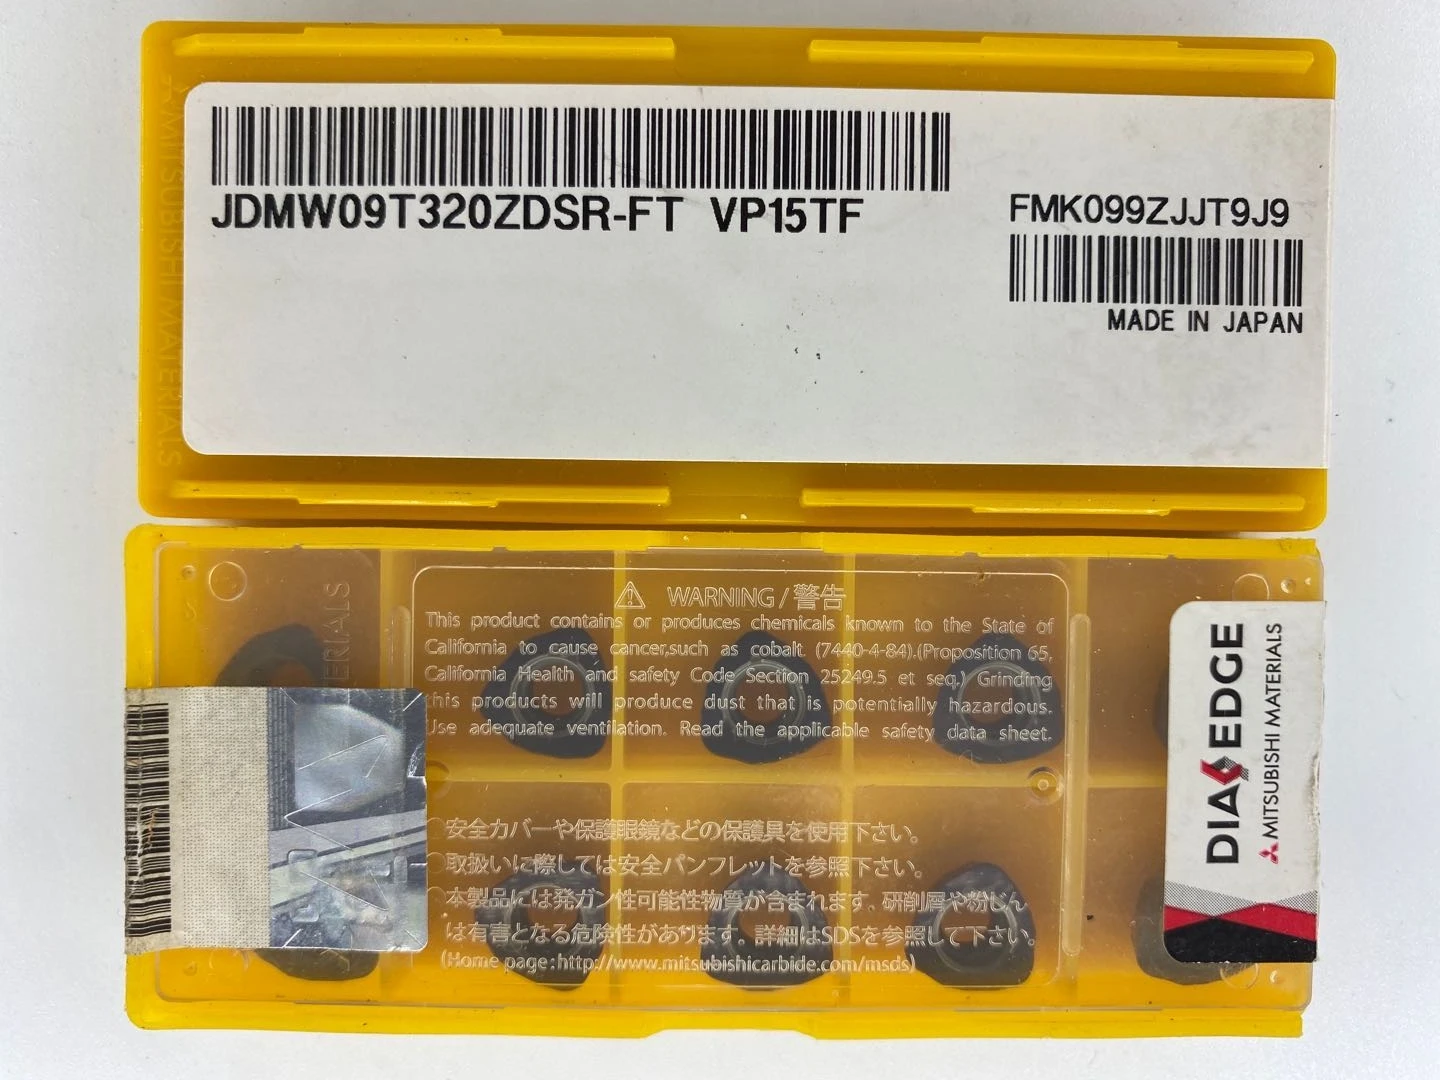 JDMW09T320ZDSR-FT VP15TF
FMK099ZJJT9J9
MADE IN JAPAN
MITSUBISHI MATERIALS
⚠ WARNING / 警告
This product contains or produces chemicals known to the State of
California to cause cancer,such as cobalt (7440-4-84).(Proposition 65,
California Health and safety Code Section 25249.5 et seq.) Grinding
this products will produce dust that is potentially hazardous.
Use adequate ventilation. Read the applicable safety data sheet.
安全カバーや保護眼鏡などの保護具を使用下さい。
取扱いに際しては安全パンフレットを参照下さい。
本製品には発ガン性可能性物質が含まれます。研削屑や粉じん
は有害となる危険性があります。詳細はSDSを参照して下さい。
(Home page:http://www.mitsubishicarbide.com/msds)
DIAEDGE
MITSUBISHI MATERIALS